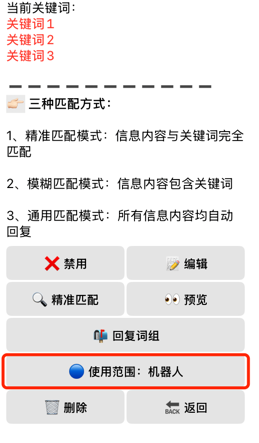 当前关键词：
关键词1
关键词2
关键词3
三种匹配方式：
1、精准匹配模式：信息内容与关键词完全
匹配
2、模糊匹配模式：信息内容包含关键词
3、通用匹配模式：所有信息内容均自动
回复
禁用
编辑
精准匹配
预览
回复词组
使用范围：机器人
删除
BACK 返回